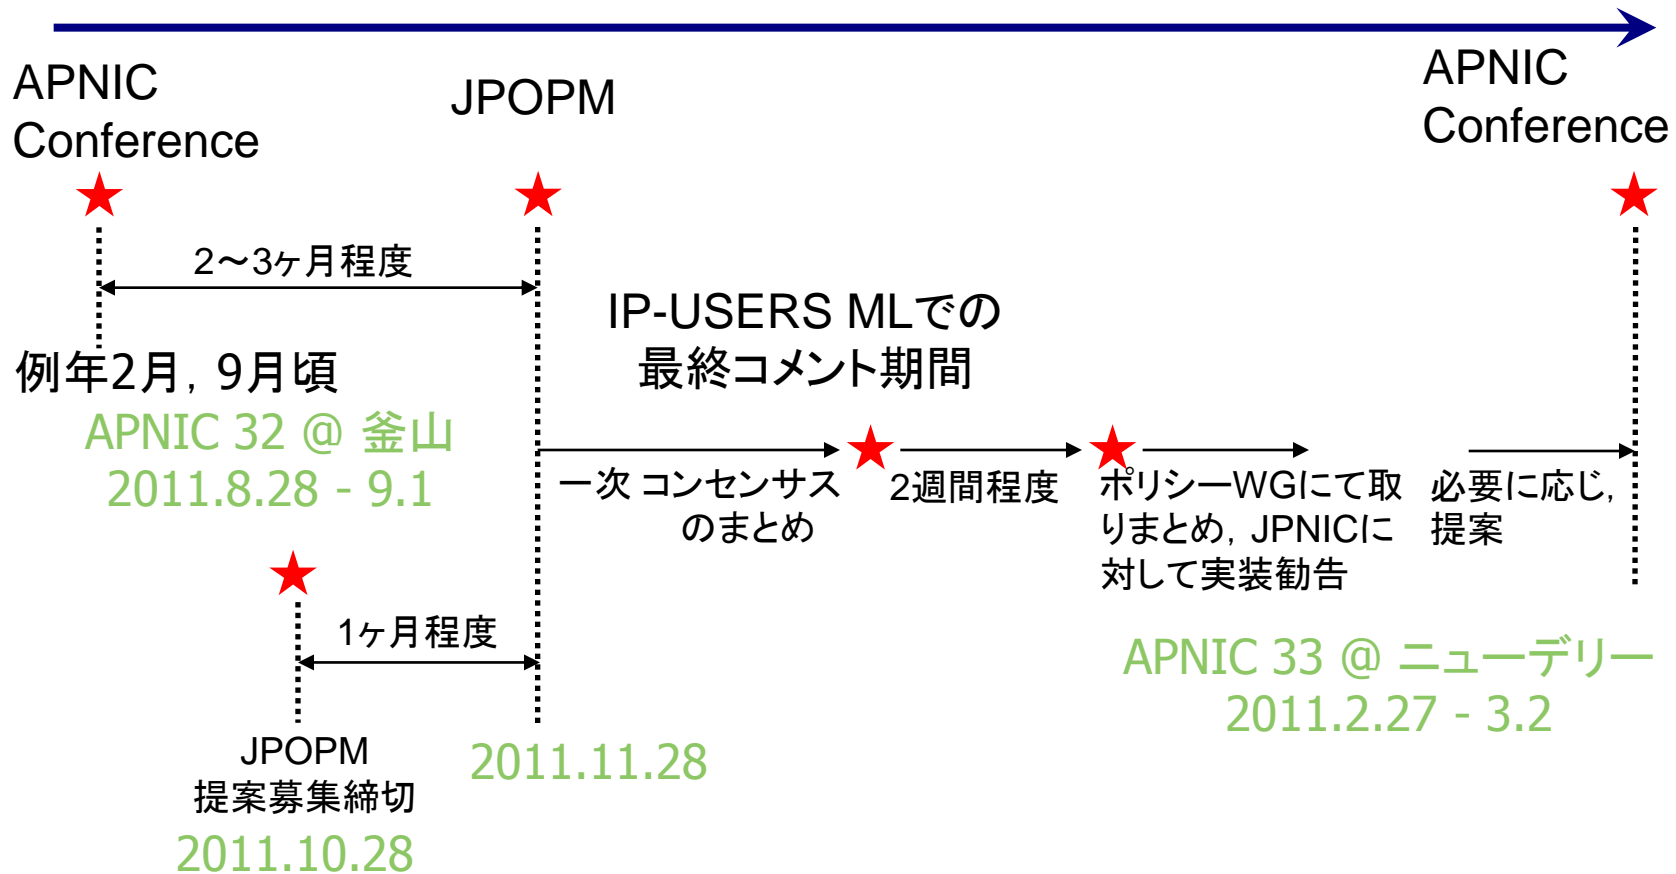 APNIC
Conference
JPOPM
APNIC
Conference
2～3ヶ月程度
例年2月，9月頃
APNIC 32 @ 釜山
2011.8.28 - 9.1
IP-USERS MLでの
最終コメント期間
一次 コンセンサス
のまとめ
2週間程度
ポリシーWGにて取
りまとめ，JPNICに
対して実装勧告
必要に応じ，
提案
1ヶ月程度
JPOPM
提案募集締切
2011.10.28
2011.11.28
APNIC 33 @ ニューデリー
2011.2.27 - 3.2